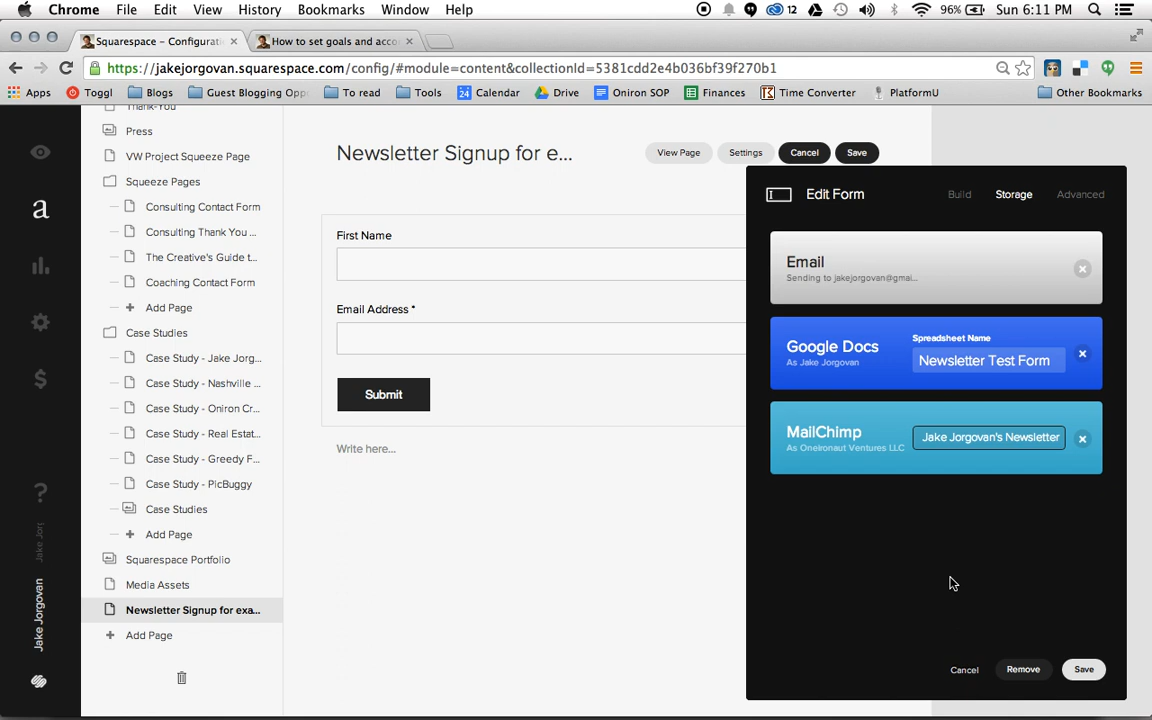 Chrome File Edit View History Bookmarks Window Help
12 96% Sun 6:11 PM
Squarespace – Configurati
How to set goals and acco
https://jakejorgovan.squarespace.com/config/#module=content&collectionId=5381cdd2e4b036bf39f270b1
Apps Toggl Blogs Guest Blogging Opp To read Tools 24 Calendar Drive Oniron SOP Finances Time Converter PlatformU Other Bookmarks
Thank-You
Press
VW Project Squeeze Page
Squeeze Pages
Consulting Contact Form
Consulting Thank You ...
The Creative's Guide t...
Coaching Contact Form
+ Add Page
Case Studies
Case Study - Jake Jorg...
Case Study - Nashville ...
Case Study - Oniron Cr...
Case Study - Real Estat...
Case Study - Greedy F...
Case Study - PicBuggy
Case Studies
+ Add Page
Squarespace Portfolio
Media Assets
Newsletter Signup for exa...
+ Add Page
a
$
?
Jake Jorgovan
Jake Jor
Newsletter Signup for e...
View Page Settings Cancel Save
First Name
Email Address *
Submit
Write here...
Edit Form Build Storage Advanced
Email
Sending to jakejorgovan@gmai...
Google Docs
As Jake Jorgovan
Spreadsheet Name
Newsletter Test Form
MailChimp
As Oneironaut Ventures LLC
Jake Jorgovan's Newsletter
Cancel Remove Save